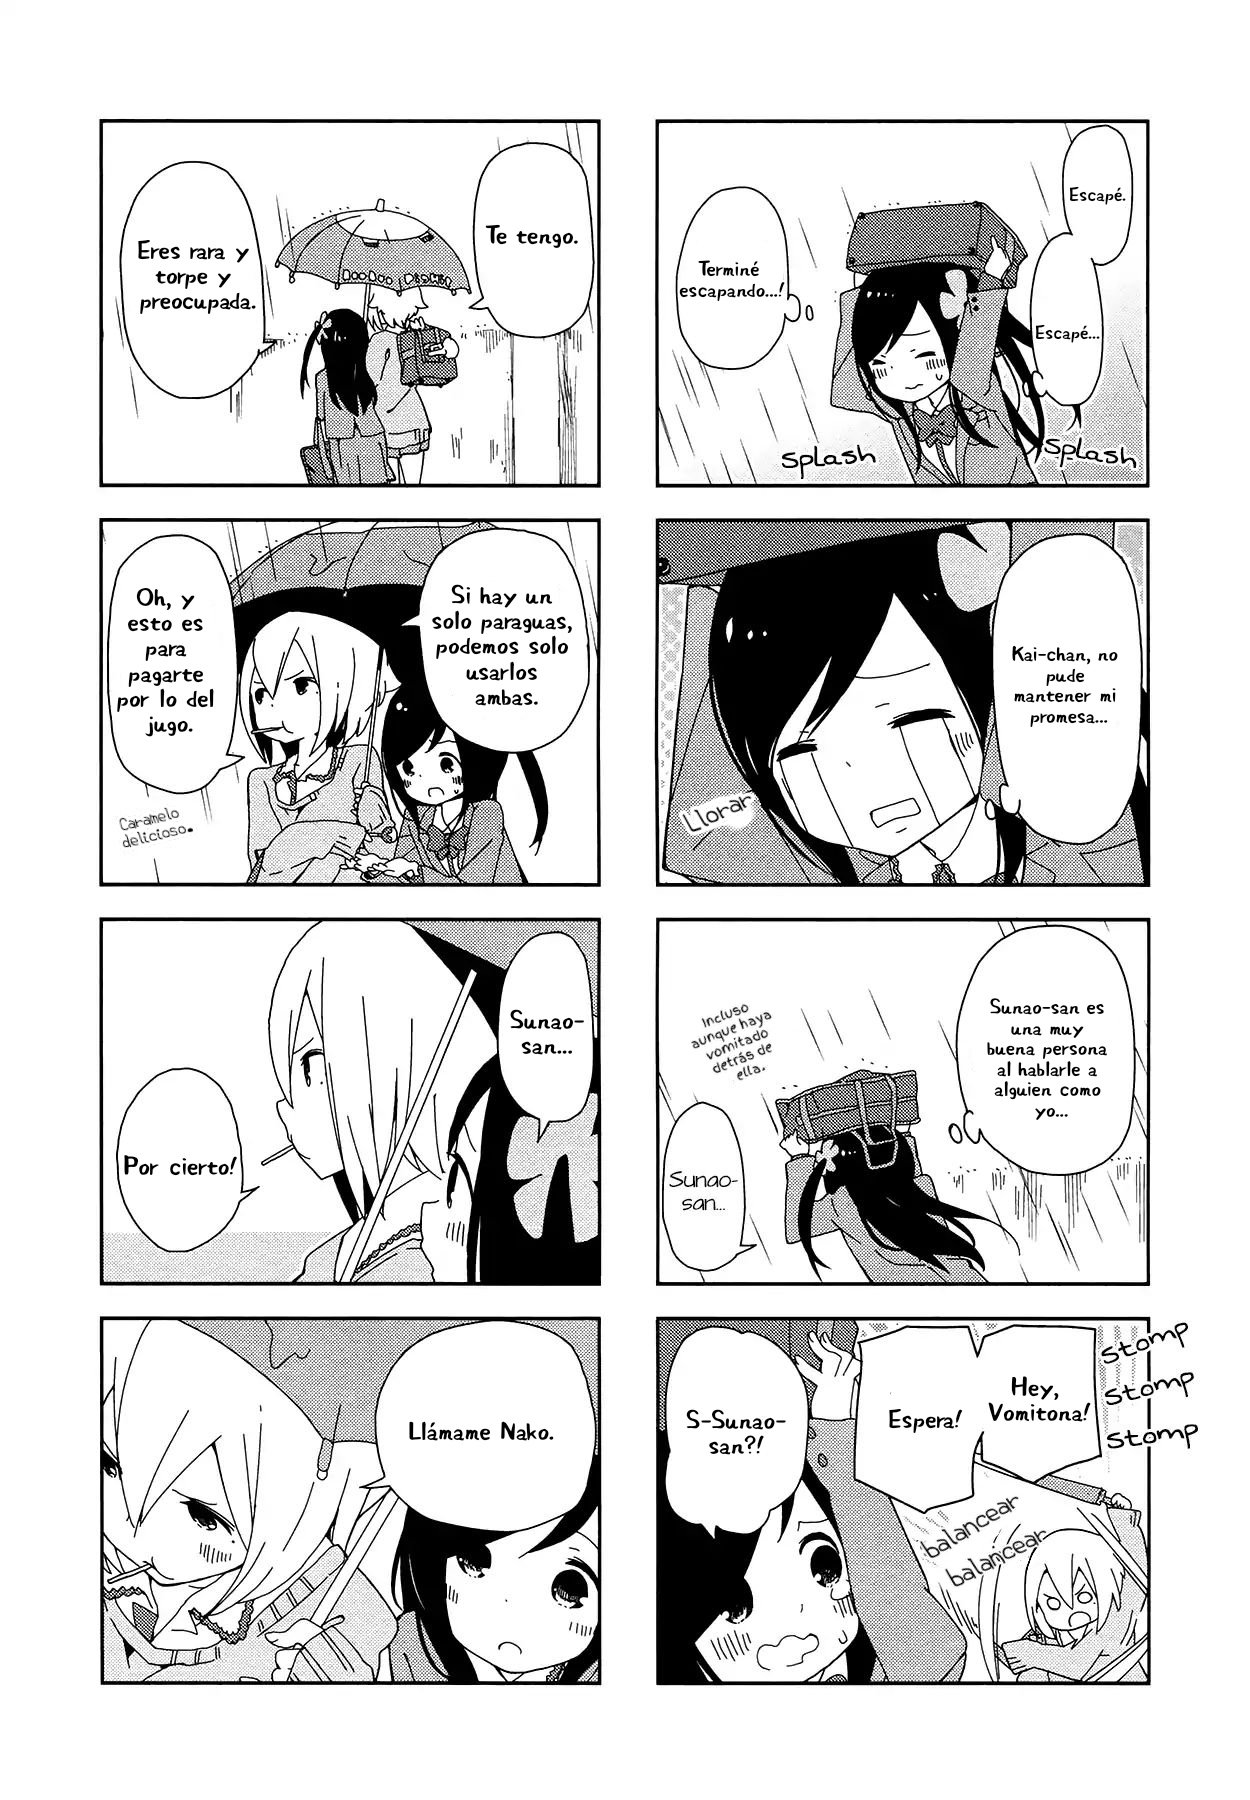 Escapé.
Escapé...
Terminé
escapando...!
Splash
Splash
Kai-chan, no
pude
mantener mi
promesa...
Llorar
Sunao-san es
una muy
buena persona
al hablarle a
alguien como
yo...
Incluso
aunque haya
vomitado
detrás de
ella.
Sunao-
san...
Stomp
Stomp
Stomp
Hey,
Vomitona!
Espera!
S-Sunao-
san?!
balancear
balancear
Te tengo.
Eres rara y
torpe y
preocupada.
Si hay un
solo paraguas,
podemos solo
usarlos
ambas.
Oh, y
esto es
para
pagarte
por lo del
jugo.
Caramelo
delicioso.
Sunao-
san...
Por cierto!
Llámame Nako.